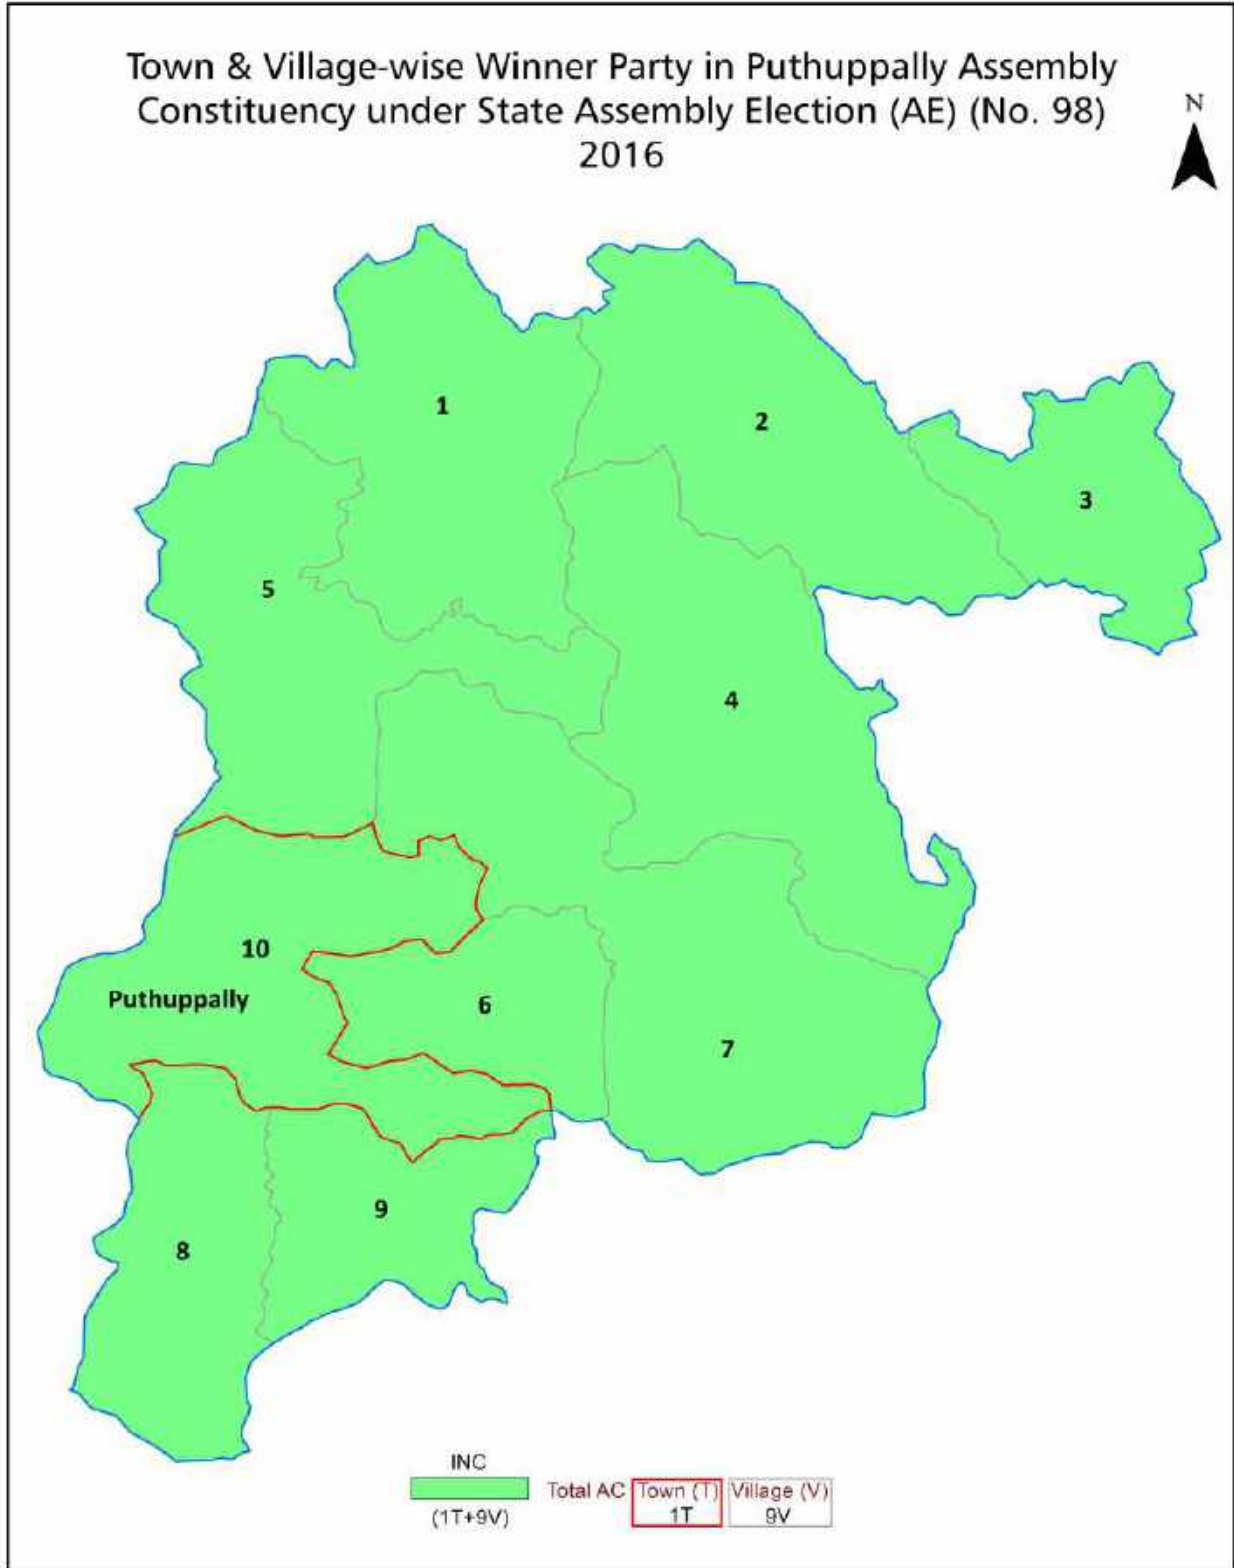 Town & Village-wise Winner Party in Puthuppally Assembly
Constituency under State Assembly Election (AE) (No. 98)
2016
N
1
2
3
5
4
10
Puthuppally
6
7
9
8
INC
Total AC
Town (T)
Village (V)
(1T+9V)
1T
9V